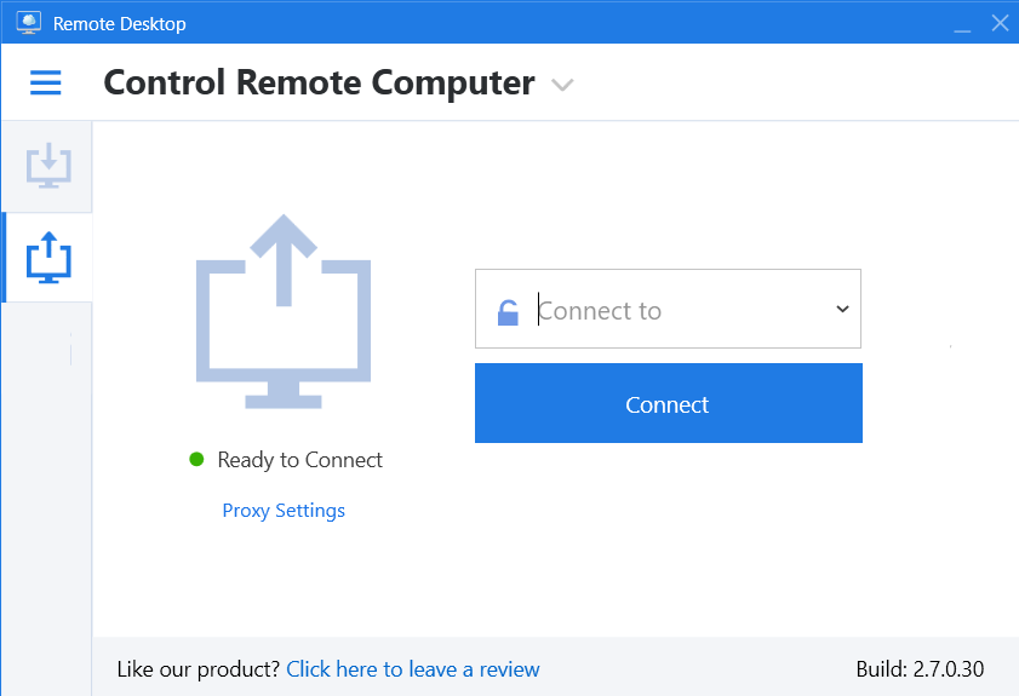 Remote Desktop
Control Remote Computer
Connect to
Connect
Ready to Connect
Proxy Settings
Like our product? Click here to leave a review
Build: 2.7.0.30